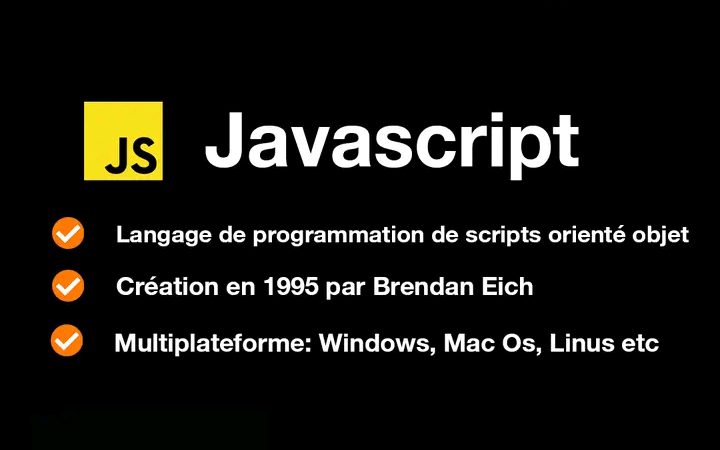 JS
Javascript
Langage de programmation de scripts orienté objet
Création en 1995 par Brendan Eich
Multiplateforme: Windows, Mac Os, Linus etc